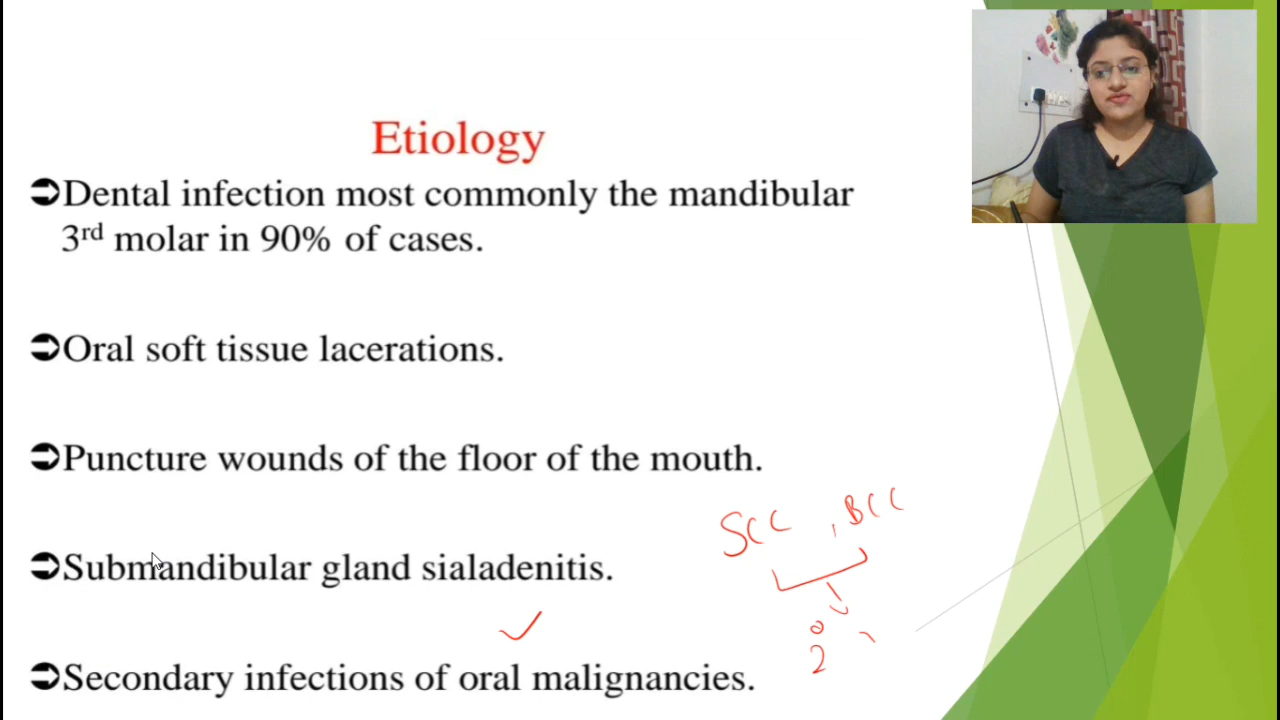 Etiology
➲Dental infection most commonly the mandibular
3rd molar in 90% of cases.
➲Oral soft tissue lacerations.
➲Puncture wounds of the floor of the mouth.
SCC , BCC
➲Submandibular gland sialadenitis.
2°
➲Secondary infections of oral malignancies.